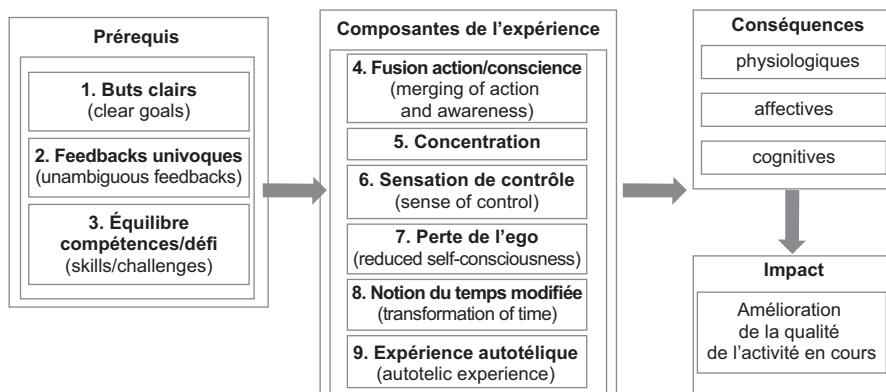 Prérequis
1. Buts clairs
(clear goals)
2. Feedbacks univoques
(unambiguous feedbacks)
3. Équilibre
compétences/défi
(skills/challenges)
Composantes de l’expérience
4. Fusion action/conscience
(merging of action
and awareness)
5. Concentration
6. Sensation de contrôle
(sense of control)
7. Perte de l’ego
(reduced self-consciousness)
8. Notion du temps modifiée
(transformation of time)
9. Expérience autotélique
(autotelic experience)
Conséquences
physiologiques
affectives
cognitives
Impact
Amélioration
de la qualité
de l’activité en cours